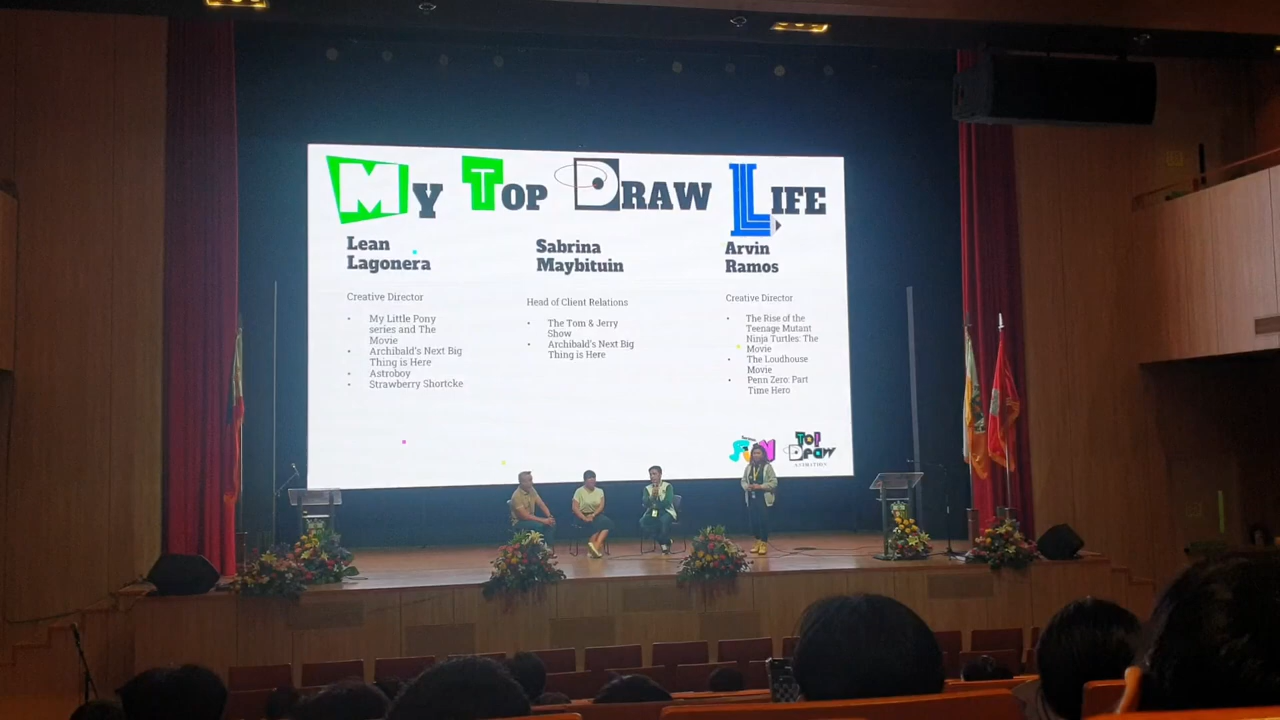 My Top Draw Life
Lean
Lagonera
Creative Director
• My Little Pony
series and The
Movie
• Archibald's Next Big
Thing is Here
• Astroboy
• Strawberry Shortcke
Sabrina
Maybituin
Head of Client Relations
• The Tom & Jerry
Show
• Archibald's Next Big
Thing is Here
Arvin
Ramos
Creative Director
• The Rise of the
Teenage Mutant
Ninja Turtles: The
Movie
• The Loudhouse
Movie
• Penn Zero: Part
Time Hero
Top
Draw
ANIMATION